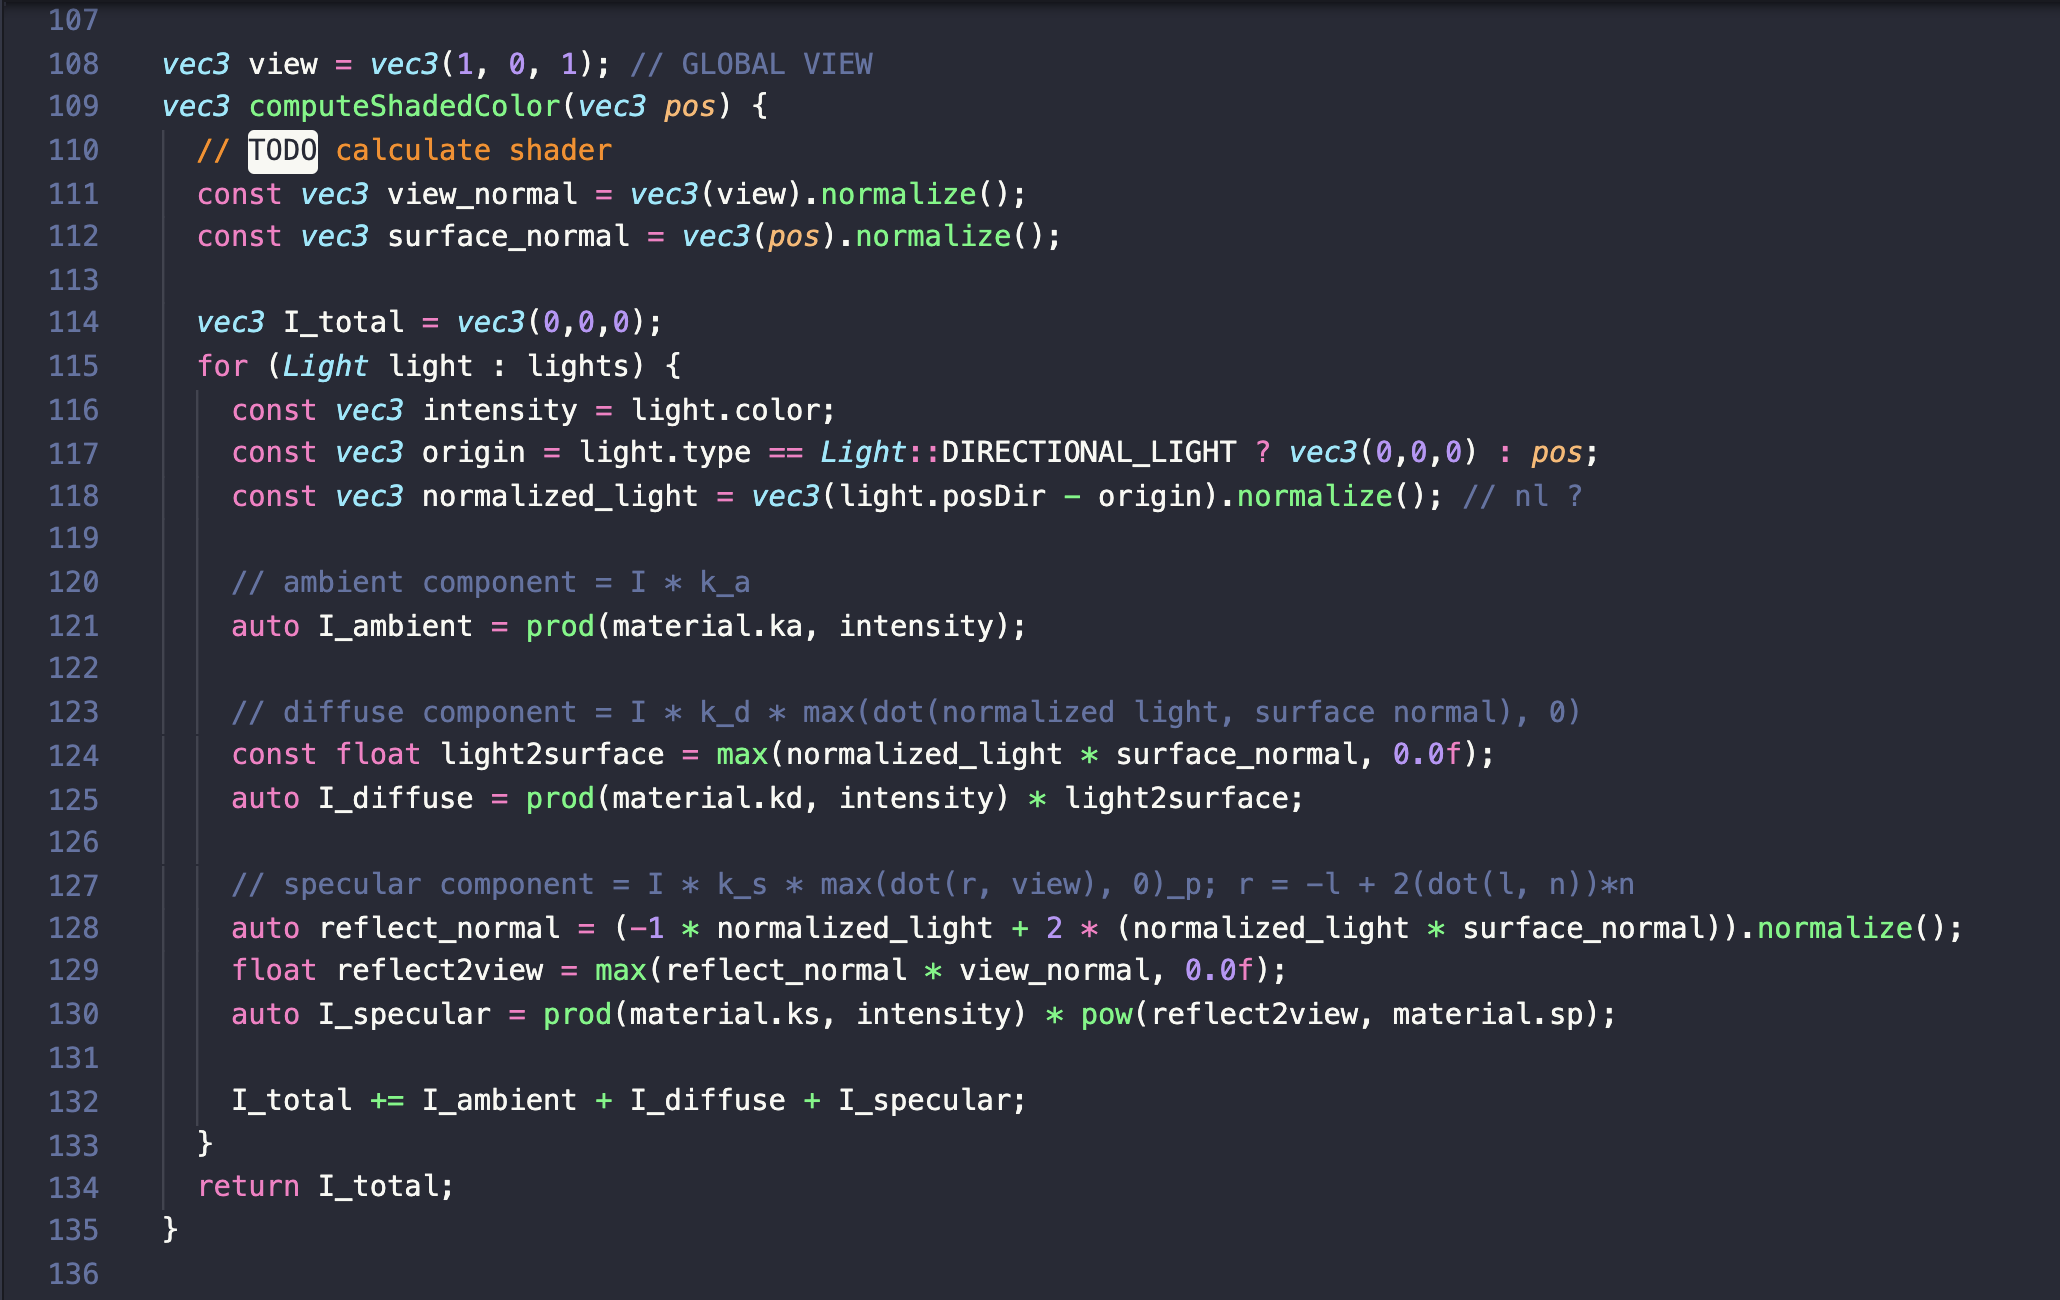 107
108 vec3 view = vec3(1, 0, 1); // GLOBAL VIEW
109 vec3 computeShadedColor(vec3 pos) {
110 // TODO calculate shader
111 const vec3 view_normal = vec3(view).normalize();
112 const vec3 surface_normal = vec3(pos).normalize();
113
114 vec3 I_total = vec3(0,0,0);
115 for (Light light : lights) {
116 const vec3 intensity = light.color;
117 const vec3 origin = light.type == Light::DIRECTIONAL_LIGHT ? vec3(0,0,0) : pos;
118 const vec3 normalized_light = vec3(light.posDir - origin).normalize(); // nl ?
119
120 // ambient component = I * k_a
121 auto I_ambient = prod(material.ka, intensity);
122
123 // diffuse component = I * k_d * max(dot(normalized light, surface normal), 0)
124 const float light2surface = max(normalized_light * surface_normal, 0.0f);
125 auto I_diffuse = prod(material.kd, intensity) * light2surface;
126
127 // specular component = I * k_s * max(dot(r, view), 0)_p; r = -l + 2(dot(l, n))*n
128 auto reflect_normal = (-1 * normalized_light + 2 * (normalized_light * surface_normal)).normalize();
129 float reflect2view = max(reflect_normal * view_normal, 0.0f);
130 auto I_specular = prod(material.ks, intensity) * pow(reflect2view, material.sp);
131
132 I_total += I_ambient + I_diffuse + I_specular;
133 }
134 return I_total;
135 }
136